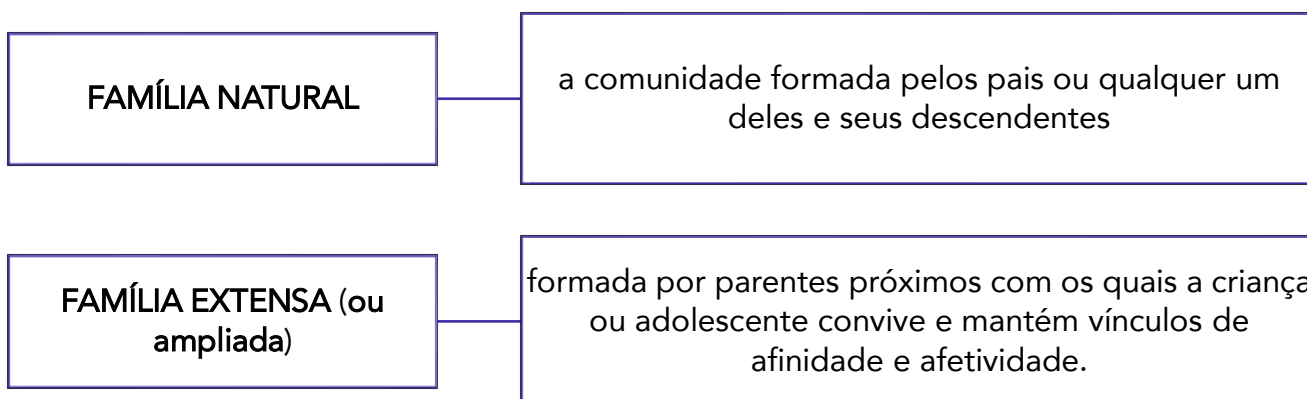 FAMÍLIA NATURAL
a comunidade formada pelos pais ou qualquer um
deles e seus descendentes
FAMÍLIA EXTENSA (ou
ampliada)
formada por parentes próximos com os quais a criança
ou adolescente convive e mantém vínculos de
afinidade e afetividade.